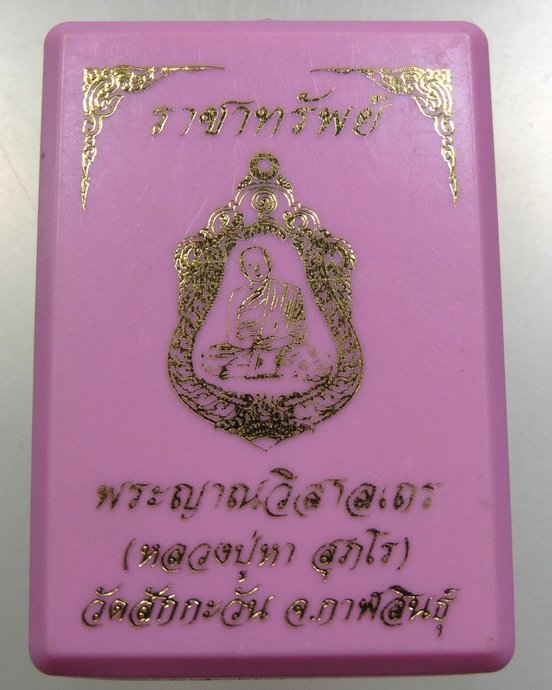 ราชาทรัพย์
พระญาณวิสาลเถร
(หลวงปู่หา สุภโร)
วัดสักกะวัน จ.กาฬสินธุ์